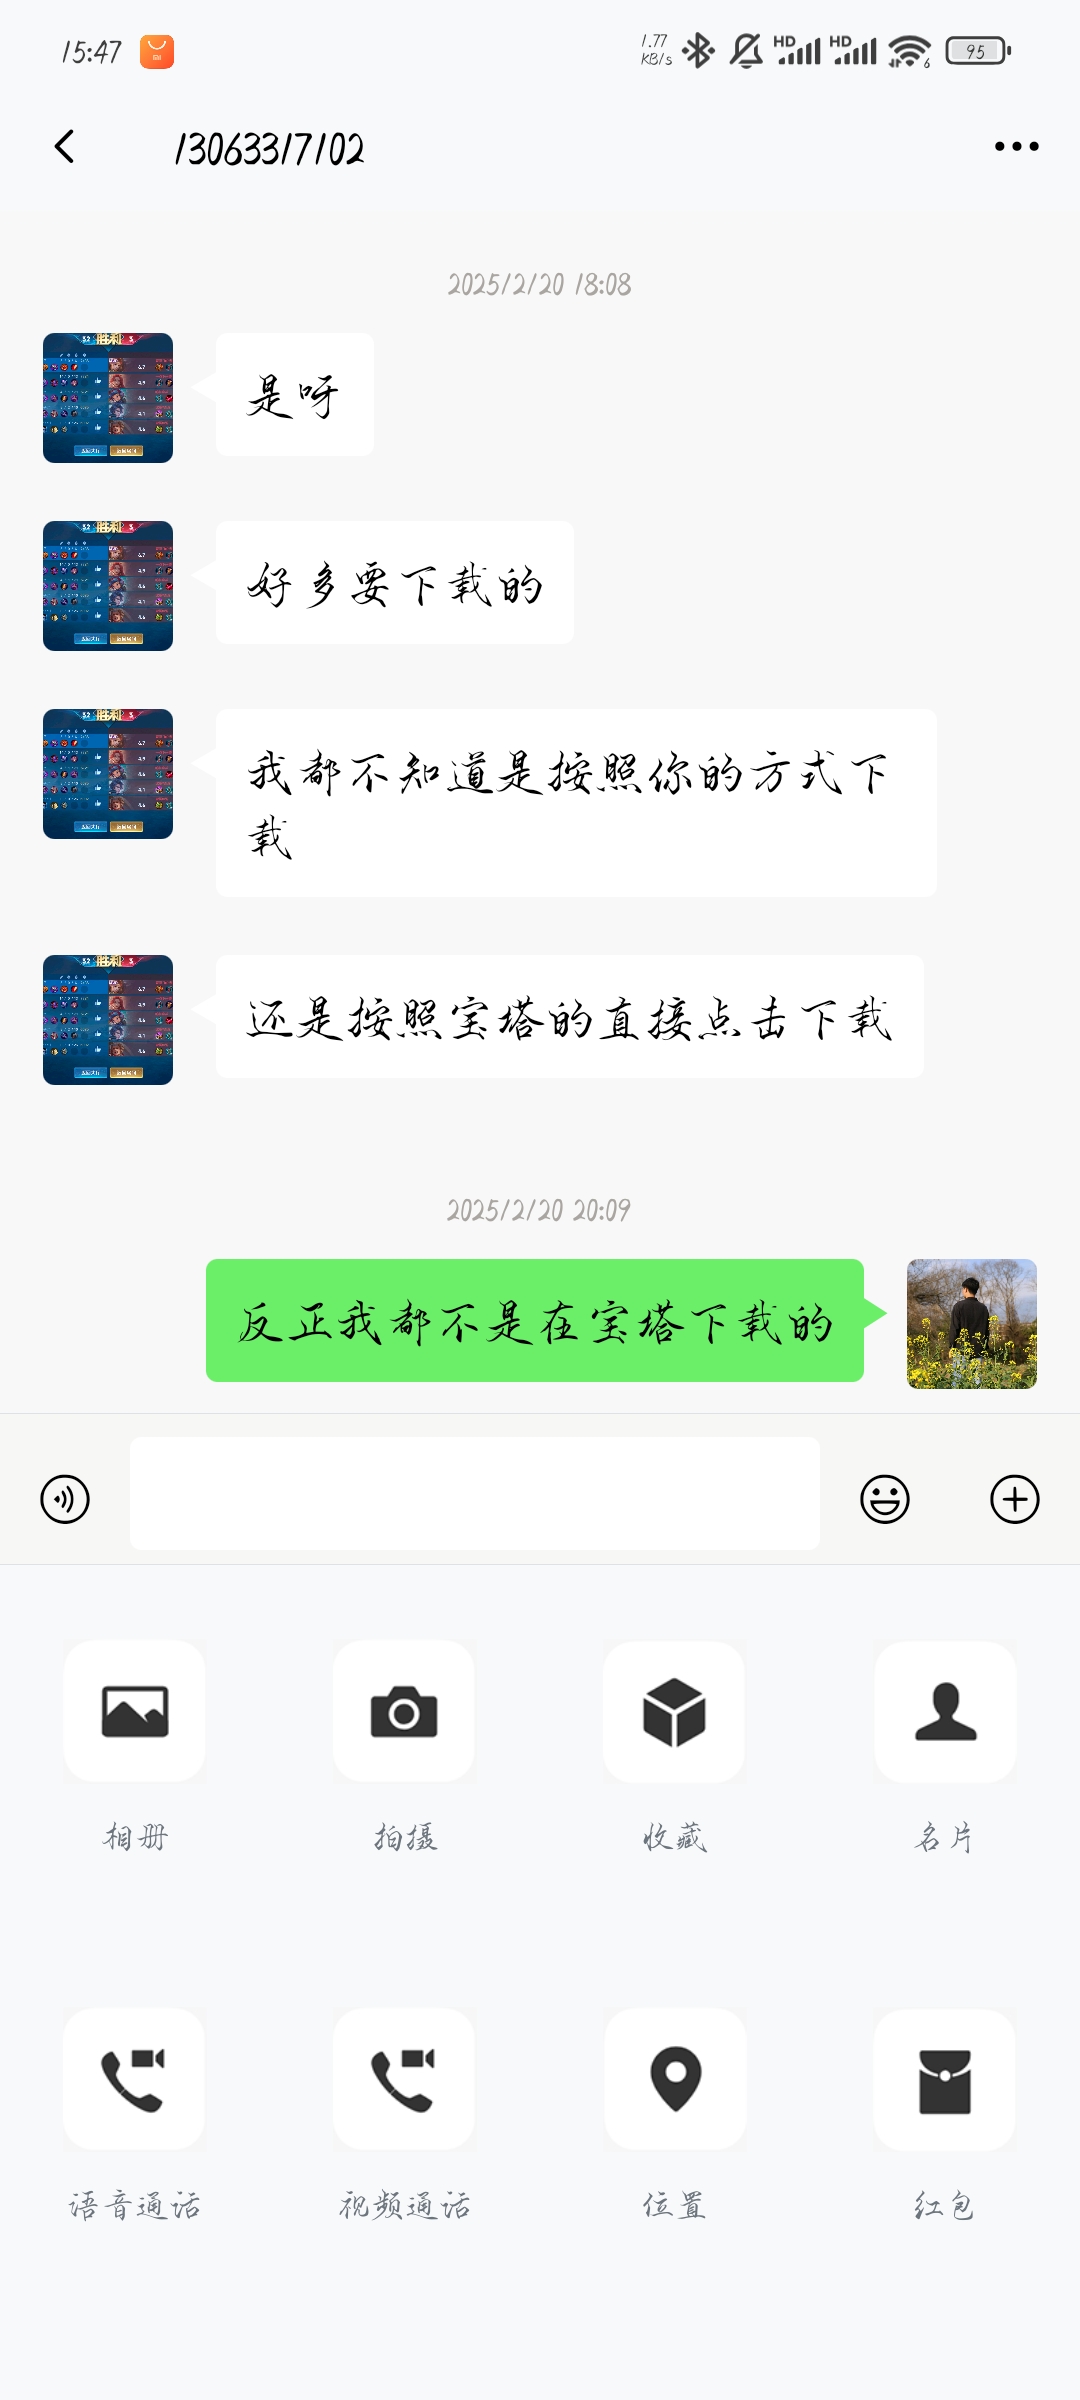 15:47
1.77
KB/s
HD
HD
6
95
13063317102
2025/2/20 18:08
是呀
好多要下载的
我都不知道是按照你的方式下
载
还是按照宝塔的直接点击下载
2025/2/20 20:09
反正我都不是在宝塔下载的
相册
拍摄
收藏
名片
语音通话
视频通话
位置
红包